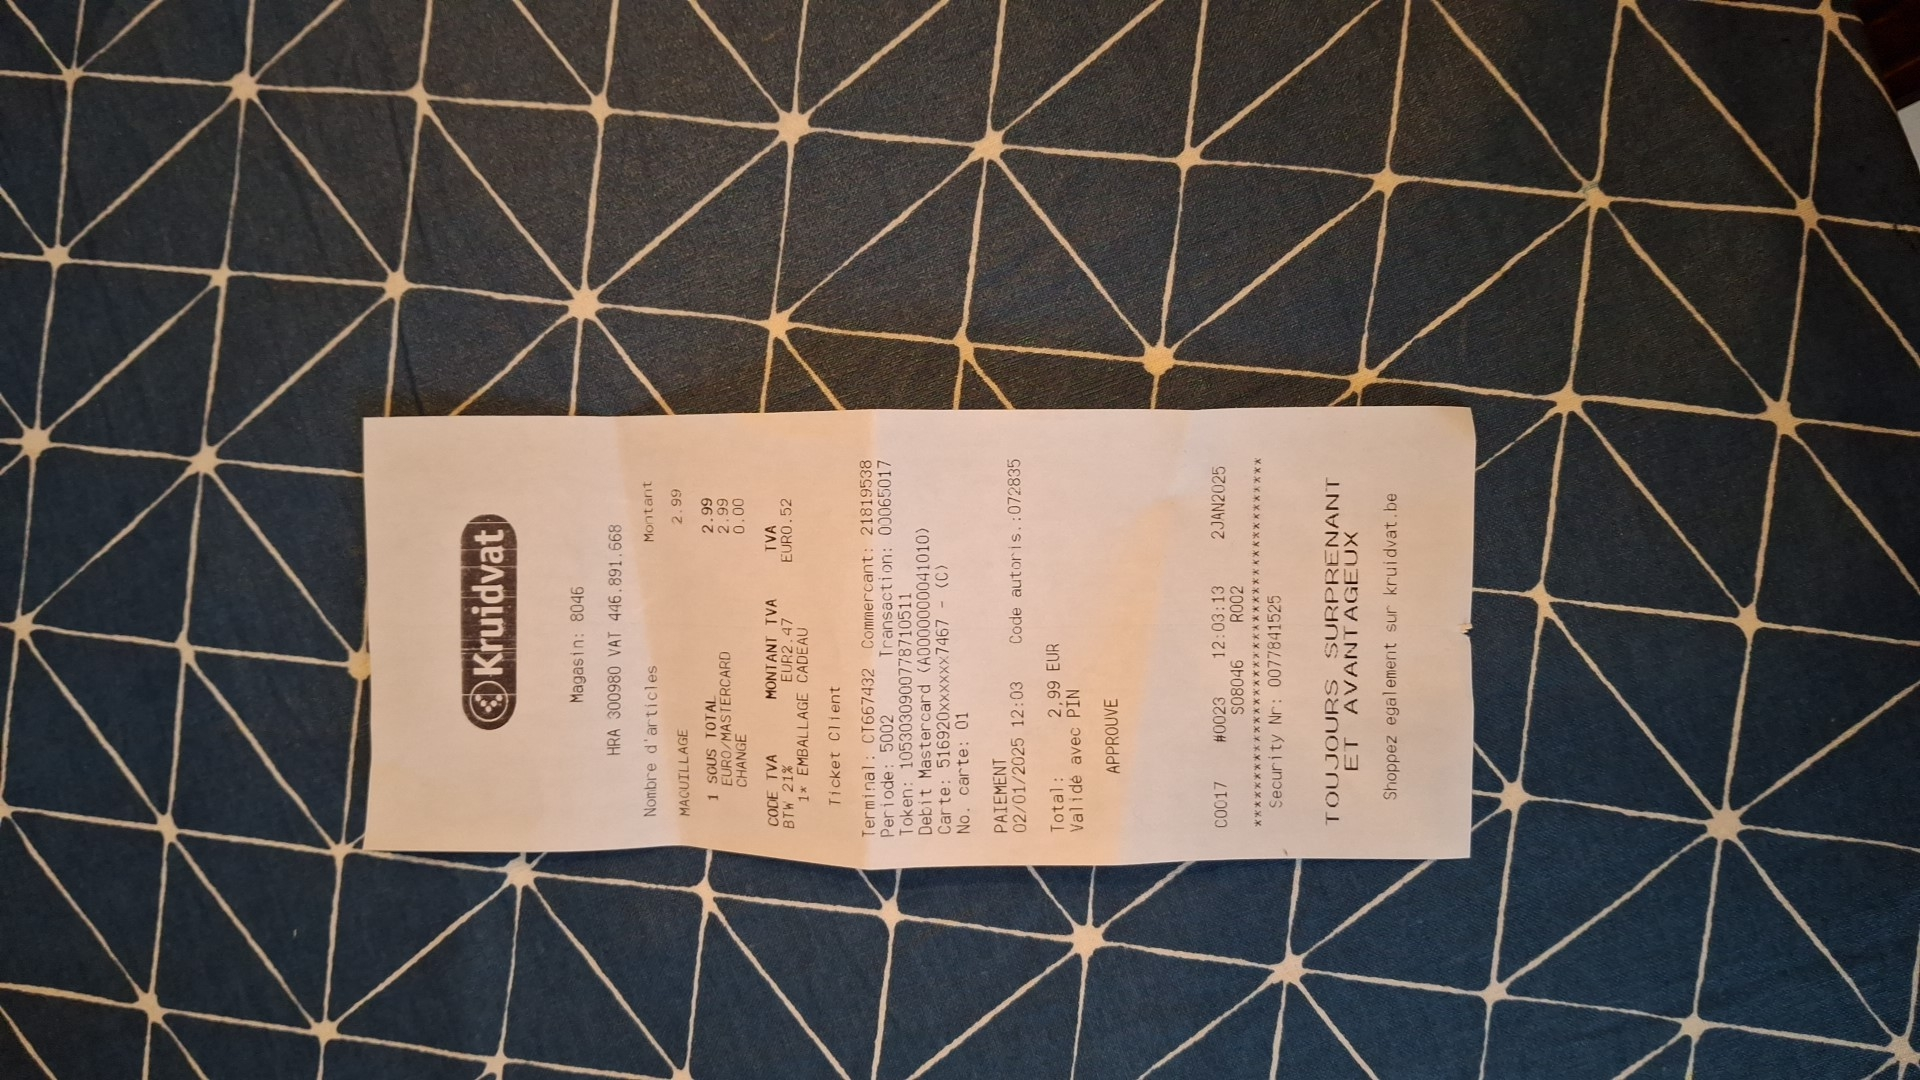 Kruidvat
Magasin: 8046
HRA 300980 VAT 446.891.668
Nombre d'articles Montant
MAQUILLAGE 2.99
1 SOUS TOTAL 2.99
EURO/MASTERCARD 2.99
CHANGE 0.00
CODE TVA MONTANT TVA TVA
BTW 21% EUR2.47 EUR0.52
1* EMBALLAGE CADEAU
Ticket Client
Terminal: CT667432 Commercant: 21819538
Periode: 5002 Transaction: 00065017
Token: 1053030900778710511
Debit Mastercard (A0000000041010)
Carte: 516920xxxxxx7467 - (C)
No. carte: 01
PAIEMENT
02/01/2025 12:03 Code autoris.:072835
Total: 2,99 EUR
Validé avec PIN
APPROUVE
C0017 #0023 12:03:13 2JAN2025
S08046 R002
***************************************
Security Nr: 0077841525
TOUJOURS SURPRENANT
ET AVANTAGEUX
Shoppez egalement sur kruidvat.be